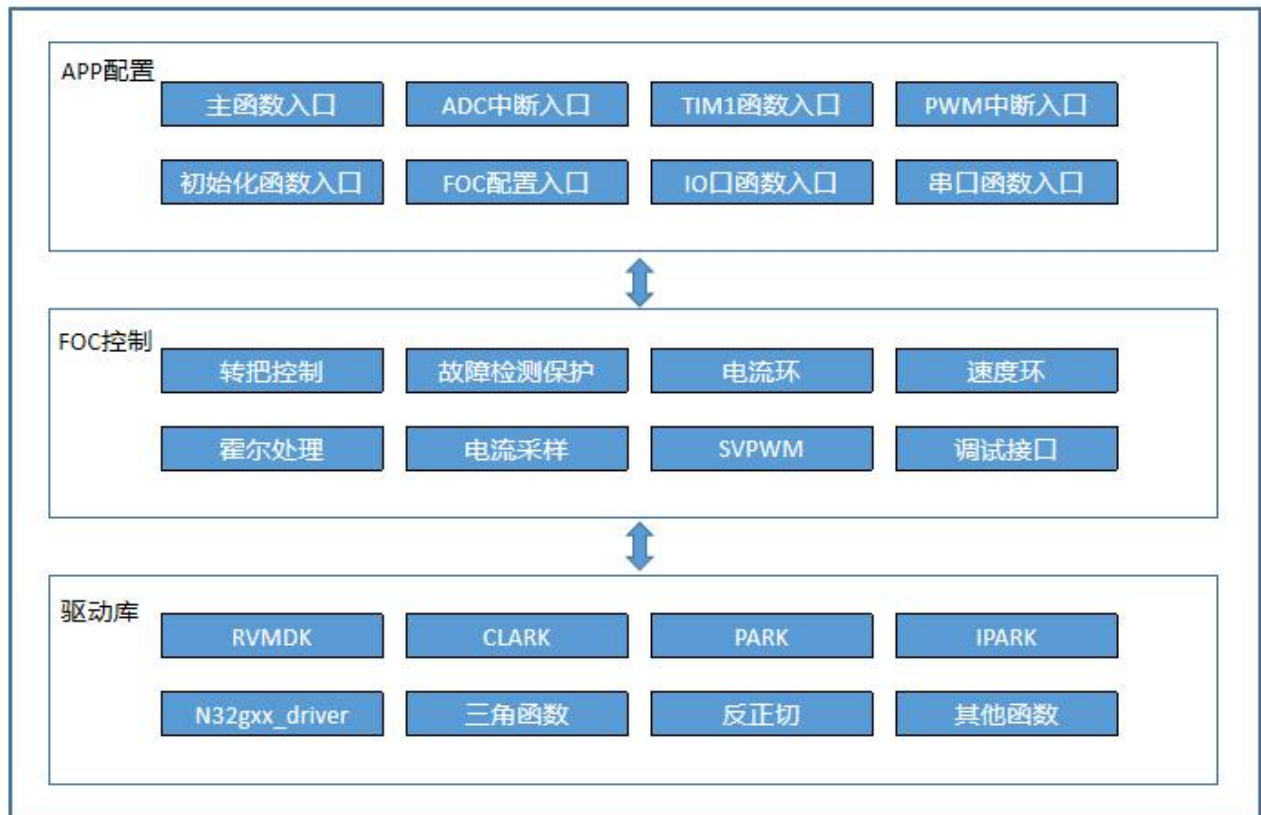 APP配置
主函数入口
ADC中断入口
TIM1函数入口
PWM中断入口
初始化函数入口
FOC配置入口
IO口函数入口
串口函数入口
FOC控制
转把控制
故障检测保护
电流环
速度环
霍尔处理
电流采样
SVPWM
调试接口
驱动库
RVMDK
CLARK
PARK
IPARK
N32gxx_driver
三角函数
反正切
其他函数